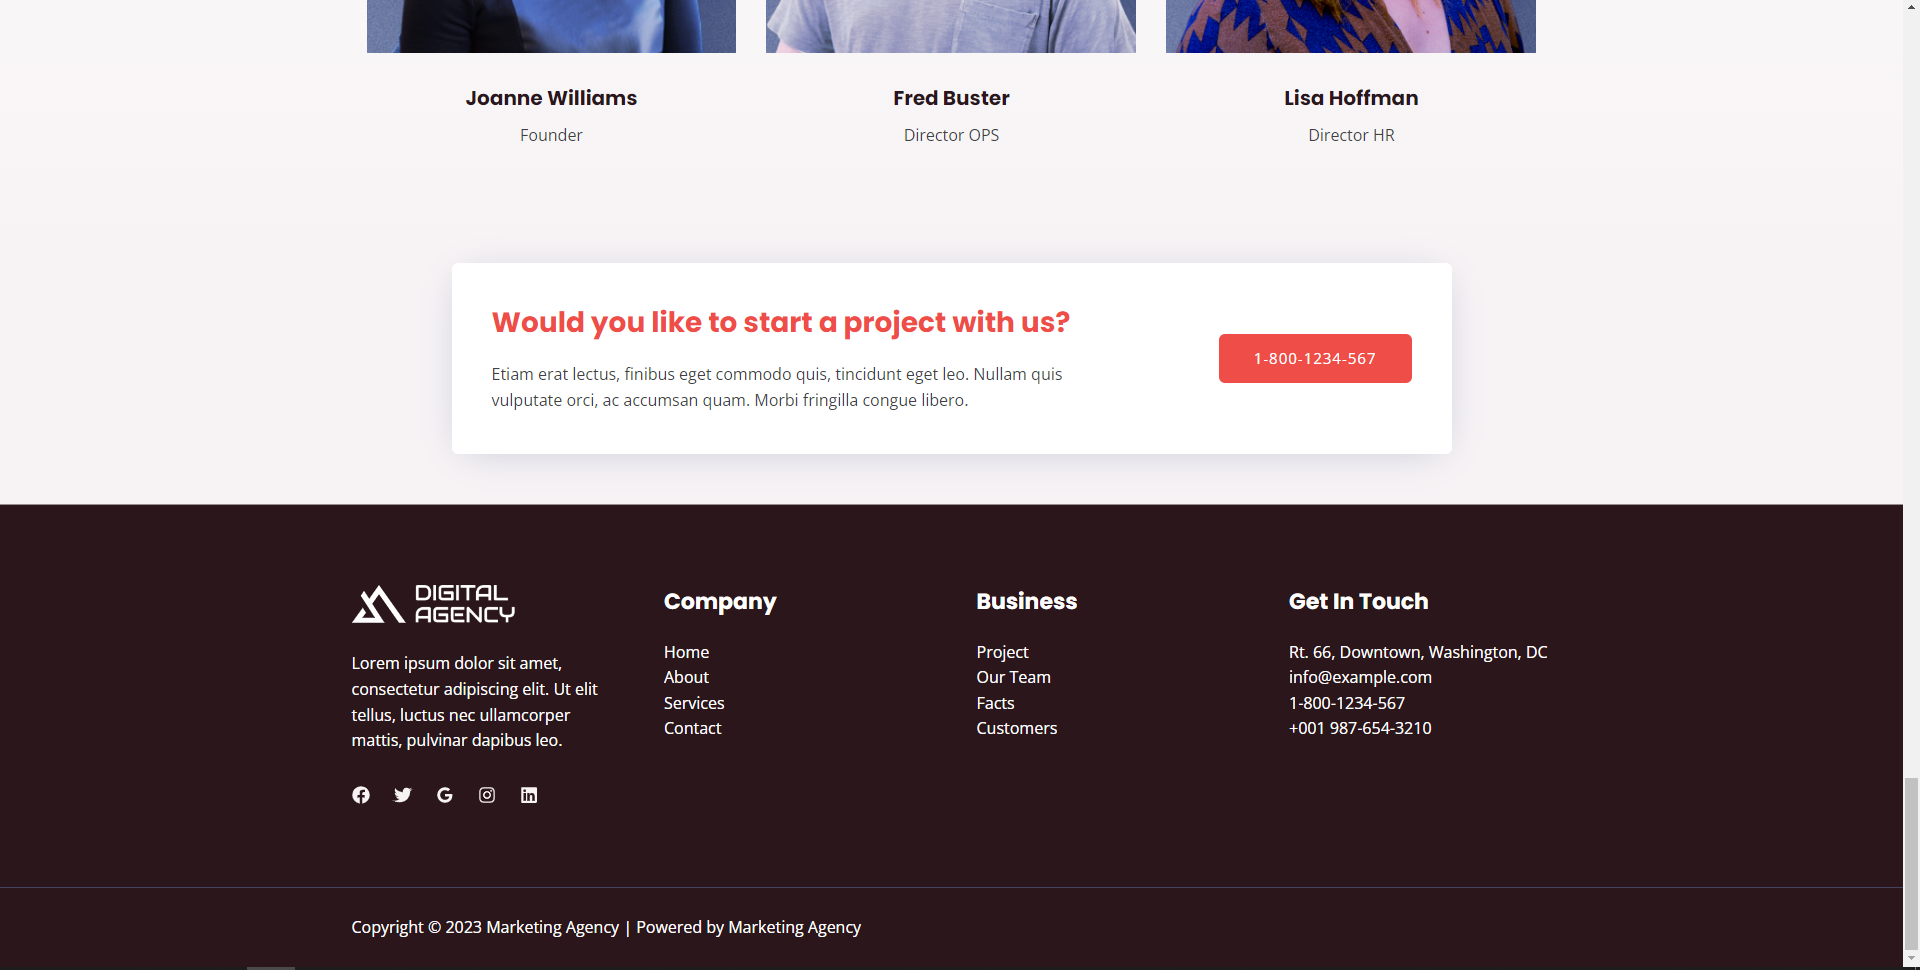 Joanne Williams
Founder
Fred Buster
Director OPS
Lisa Hoffman
Director HR
Would you like to start a project with us?
Etiam erat lectus, finibus eget commodo quis, tincidunt eget leo. Nullam quis
vulputate orci, ac accumsan quam. Morbi fringilla congue libero.
1-800-1234-567
DIGITAL
AGENCY
Lorem ipsum dolor sit amet,
consectetur adipiscing elit. Ut elit
tellus, luctus nec ullamcorper
mattis, pulvinar dapibus leo.
Company
Home
About
Services
Contact
Business
Project
Our Team
Facts
Customers
Get In Touch
Rt. 66, Downtown, Washington, DC
info@example.com
1-800-1234-567
+001 987-654-3210
Copyright © 2023 Marketing Agency | Powered by Marketing Agency